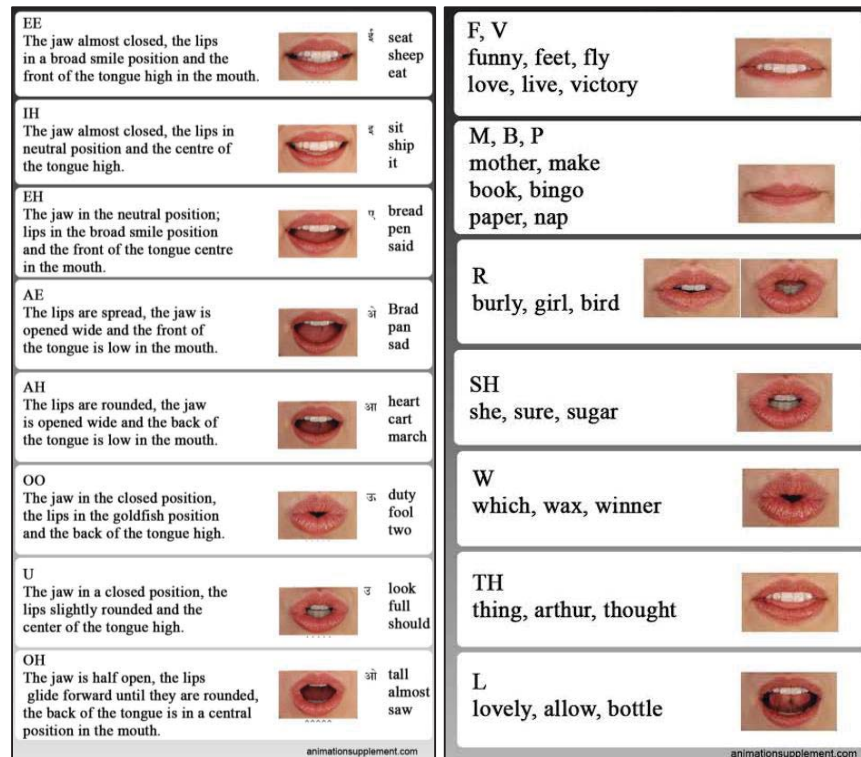 EE
The jaw almost closed, the lips
in a broad smile position and the
front of the tongue high in the mouth.
seat
sheep
eat
IH
The jaw almost closed, the lips in
neutral position and the centre of
the tongue high.
sit
ship
it
EH
The jaw in the neutral position;
lips in the broad smile position
and the front of the tongue centre
in the mouth.
ए
bread
pen
said
AE
The lips are spread, the jaw is
opened wide and the front of
the tongue is low in the mouth.
Brad
pan
sad
AH
The lips are rounded, the jaw
is opened wide and the back of
the tongue is low in the mouth.
आ
heart
cart
march
OO
The jaw in the closed position,
the lips in the goldfish position
and the back of the tongue high.
ऊ
duty
fool
two
U
The jaw in a closed position, the
lips slightly rounded and the
center of the tongue high.
उ
look
full
should
OH
The jaw is half open, the lips
glide forward until they are rounded,
the back of the tongue is in a central
position in the mouth.
ओ
tall
almost
saw
animationsupplement.com
F, V
funny, feet, fly
love, live, victory
M, B, P
mother, make
book, bingo
paper, nap
R
burly, girl, bird
SH
she, sure, sugar
W
which, wax, winner
TH
thing, arthur, thought
L
lovely, allow, bottle
animationsupplement.com